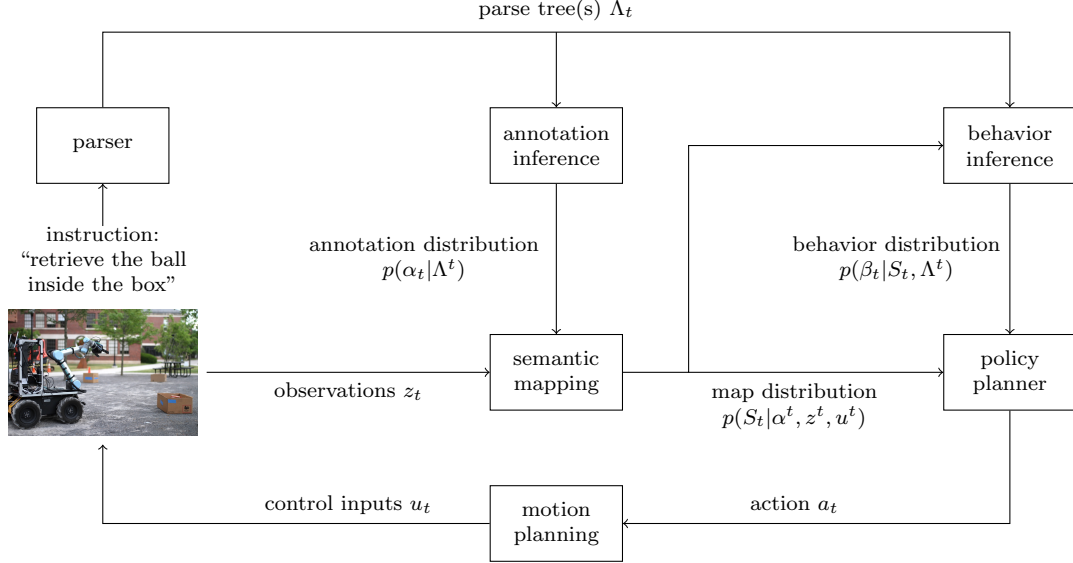 parse tree(s) Λ_t
parser
annotation
inference
behavior
inference
instruction:
“retrieve the ball
inside the box”
annotation distribution
p(α_t|Λ^t)
behavior distribution
p(β_t|S_t, Λ^t)
observations z_t
semantic
mapping
map distribution
p(S_t|α^t, z^t, u^t)
policy
planner
control inputs u_t
motion
planning
action a_t